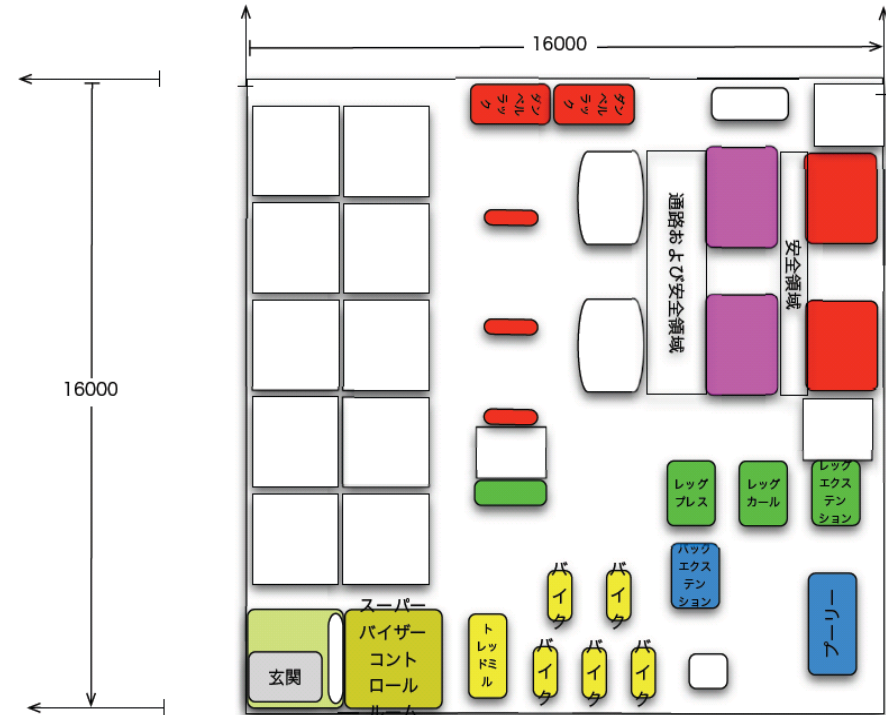 16000
ダン
ベル
ラッ
ク
ダン
ベル
ラッ
ク
通路および安全領域
安全領域
16000
レッグ
プレス
レッグ
カール
レッグ
エクス
テン
ション
バイク
バイク
バック
エクス
テン
ション
スーパー
バイザー
コント
ロール
ルーム
ト
レッ
ドミ
ル
バイク
バイク
バイク
プーリー
玄関